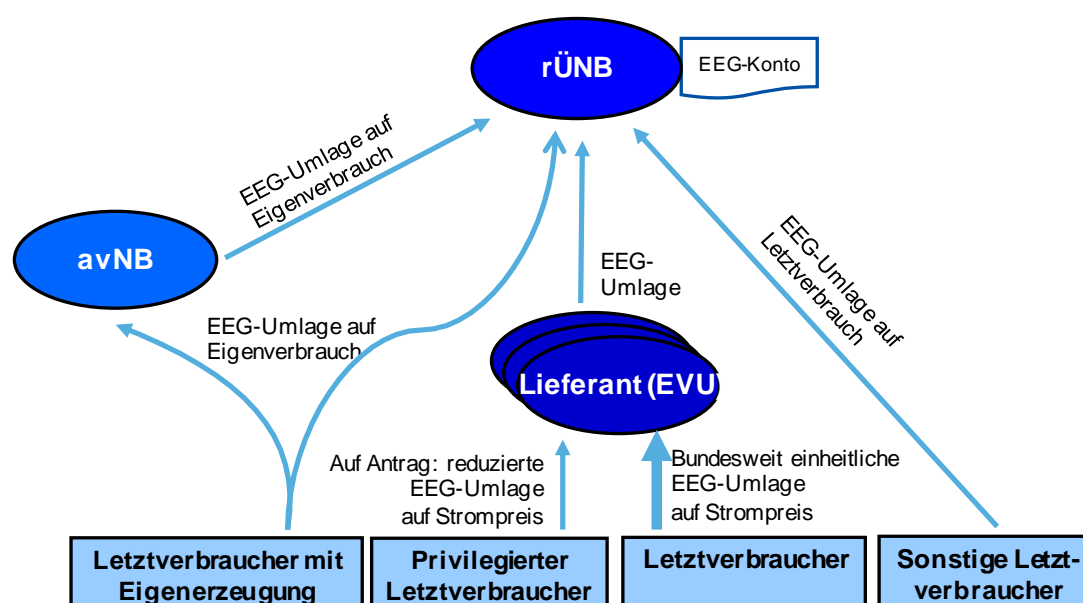 rÜNB
EEG-Konto
EEG-Umlage auf
Eigenverbrauch
avNB
EEG-
Umlage
EEG-Umlage auf
Letztverbrauch
EEG-Umlage auf
Eigenverbrauch
Lieferant (EVU
Auf Antrag: reduzierte
EEG-Umlage
auf Strompreis
Bundesweit einheitliche
EEG-Umlage
auf Strompreis
Letztverbraucher mit
Eigenerzeugung
Privilegierter
Letztverbraucher
Letztverbraucher
Sonstige Letzt-
verbraucher